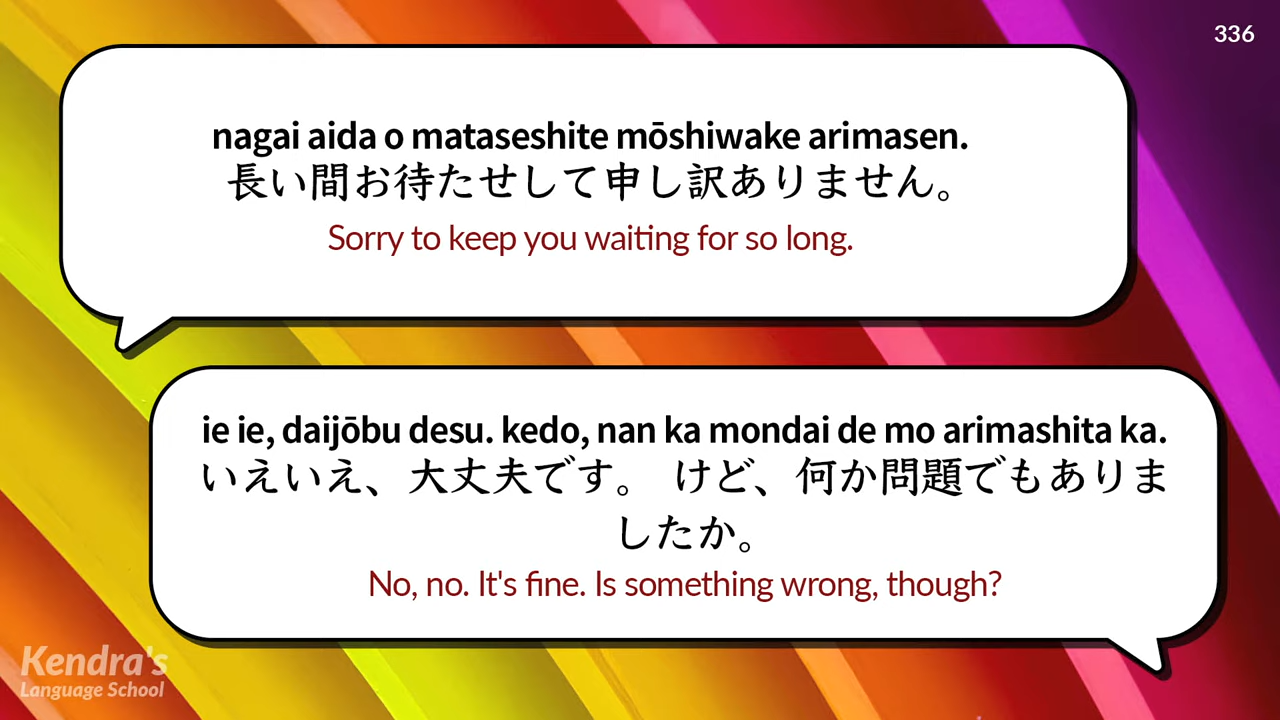 336
nagai aida o mataseshite mōshiwake arimasen.
長い間お待たせして申し訳ありません。
Sorry to keep you waiting for so long.
ie ie, daijōbu desu. kedo, nan ka mondai de mo arimashita ka.
いえいえ、大丈夫です。 けど、何か問題でもありま
したか。
No, no. It's fine. Is something wrong, though?
Kendra's
Language School